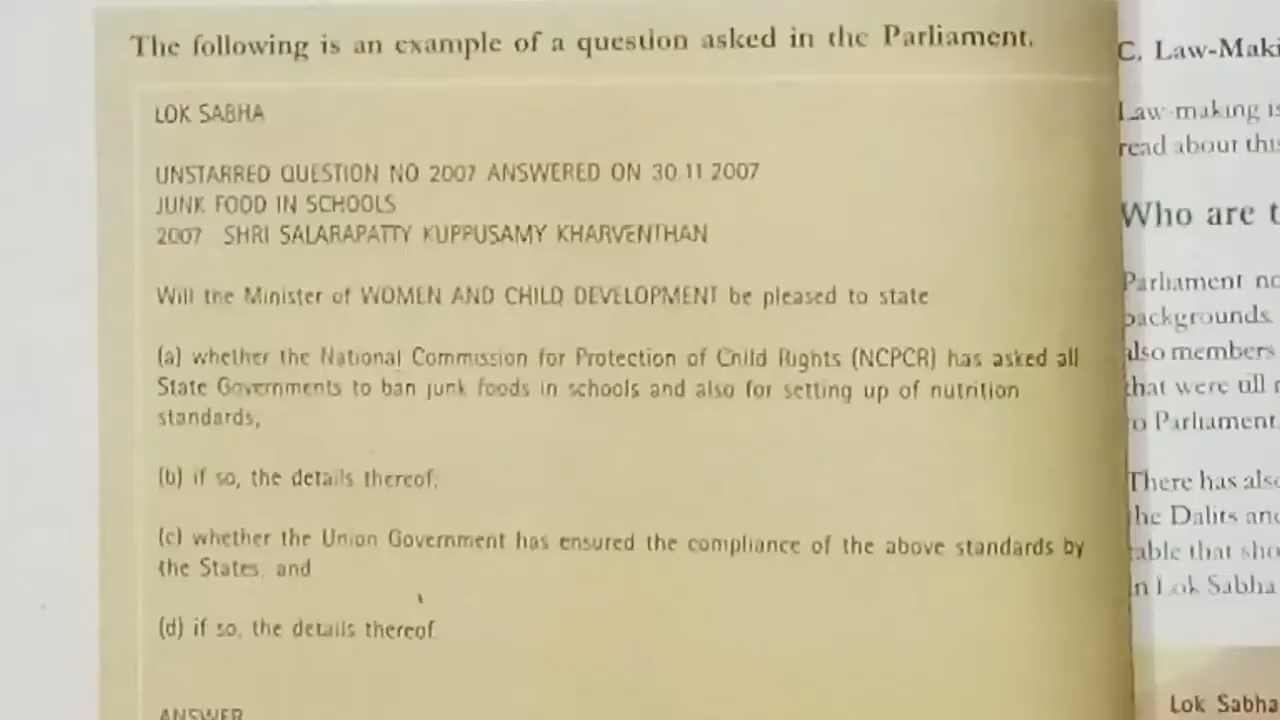 The following is an example of a question asked in the Parliament.
LOK SABHA
UNSTARRED QUESTION NO 2007 ANSWERED ON 30.11 2007
JUNK FOOD IN SCHOOLS
2007 SHRI SALARAPATTY KUPPUSAMY KHARVENTHAN
Will the Minister of WOMEN AND CHILD DEVELOPMENT be pleased to state
(a) whether the National Commission for Protection of Child Rights (NCPCR) has asked all
State Governments to ban junk foods in schools and also for setting up of nutrition
standards,
(b) if so, the details thereof;
(c) whether the Union Government has ensured the compliance of the above standards by
the States, and
(d) if so, the details thereof
ANSWER
C. Law-Maki
Law-making is
read about this
Who are t
Parliament no
backgrounds.
also members
that were till
to Parliament.
There has also
the Dalits and
table that sho
in Lok Sabha
Lok Sabha